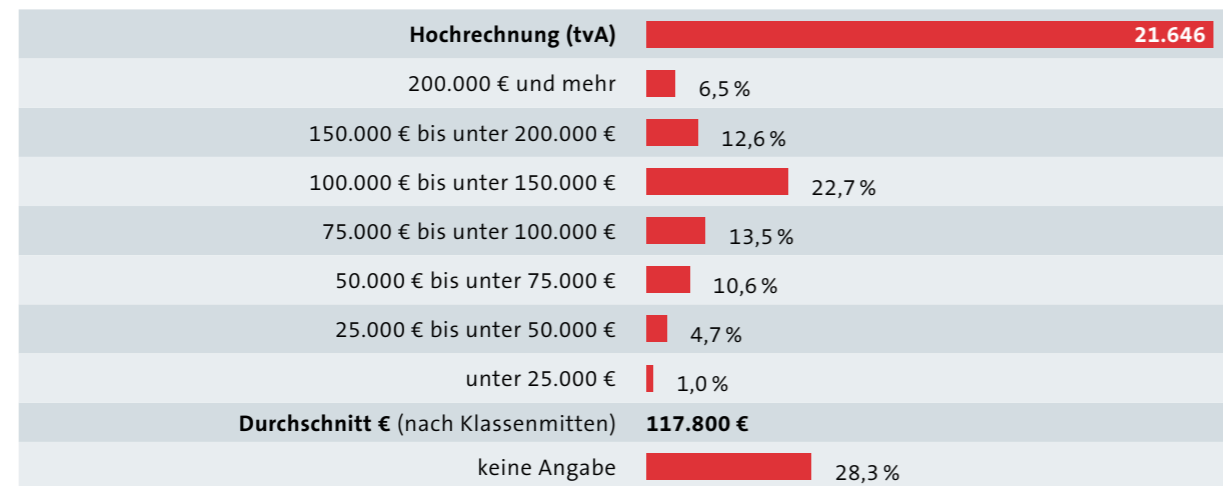 Hochrechnung (tvA) 21.646
200.000 € und mehr 6,5 %
150.000 € bis unter 200.000 € 12,6 %
100.000 € bis unter 150.000 € 22,7 %
75.000 € bis unter 100.000 € 13,5 %
50.000 € bis unter 75.000 € 10,6 %
25.000 € bis unter 50.000 € 4,7 %
unter 25.000 € 1,0 %
Durchschnitt € (nach Klassenmitten) 117.800 €
keine Angabe 28,3 %